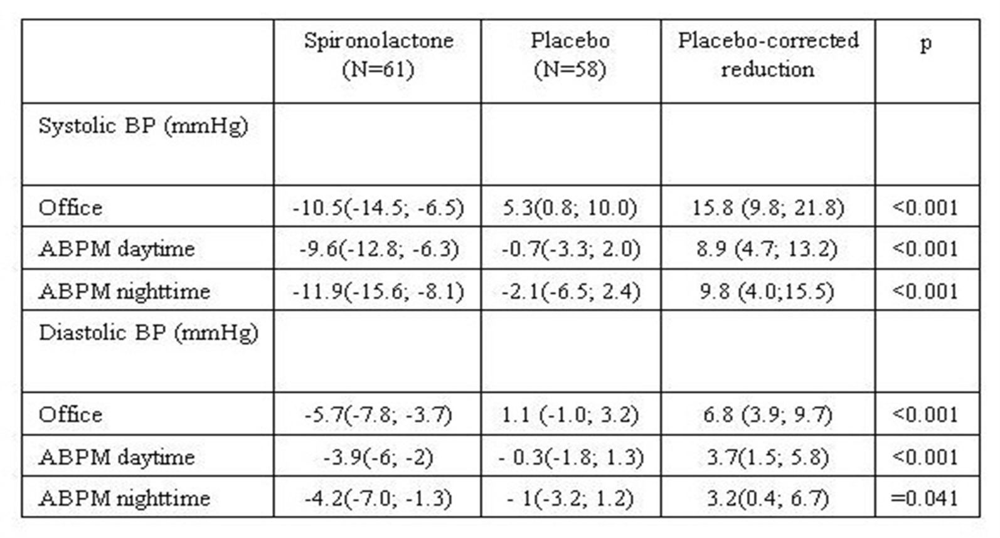 Spironolactone (N=61) Placebo (N=58) Placebo-corrected reduction p
Systolic BP (mmHg)
Office -10.5(-14.5; -6.5) 5.3(0.8; 10.0) 15.8 (9.8; 21.8) <0.001
ABPM daytime -9.6(-12.8; -6.3) -0.7(-3.3; 2.0) 8.9 (4.7; 13.2) <0.001
ABPM nighttime -11.9(-15.6; -8.1) -2.1(-6.5; 2.4) 9.8 (4.0;15.5) <0.001
Diastolic BP (mmHg)
Office -5.7(-7.8; -3.7) 1.1 (-1.0; 3.2) 6.8 (3.9; 9.7) <0.001
ABPM daytime -3.9(-6; -2) - 0.3(-1.8; 1.3) 3.7(1.5; 5.8) <0.001
ABPM nighttime -4.2(-7.0; -1.3) - 1(-3.2; 1.2) 3.2(0.4; 6.7) =0.041